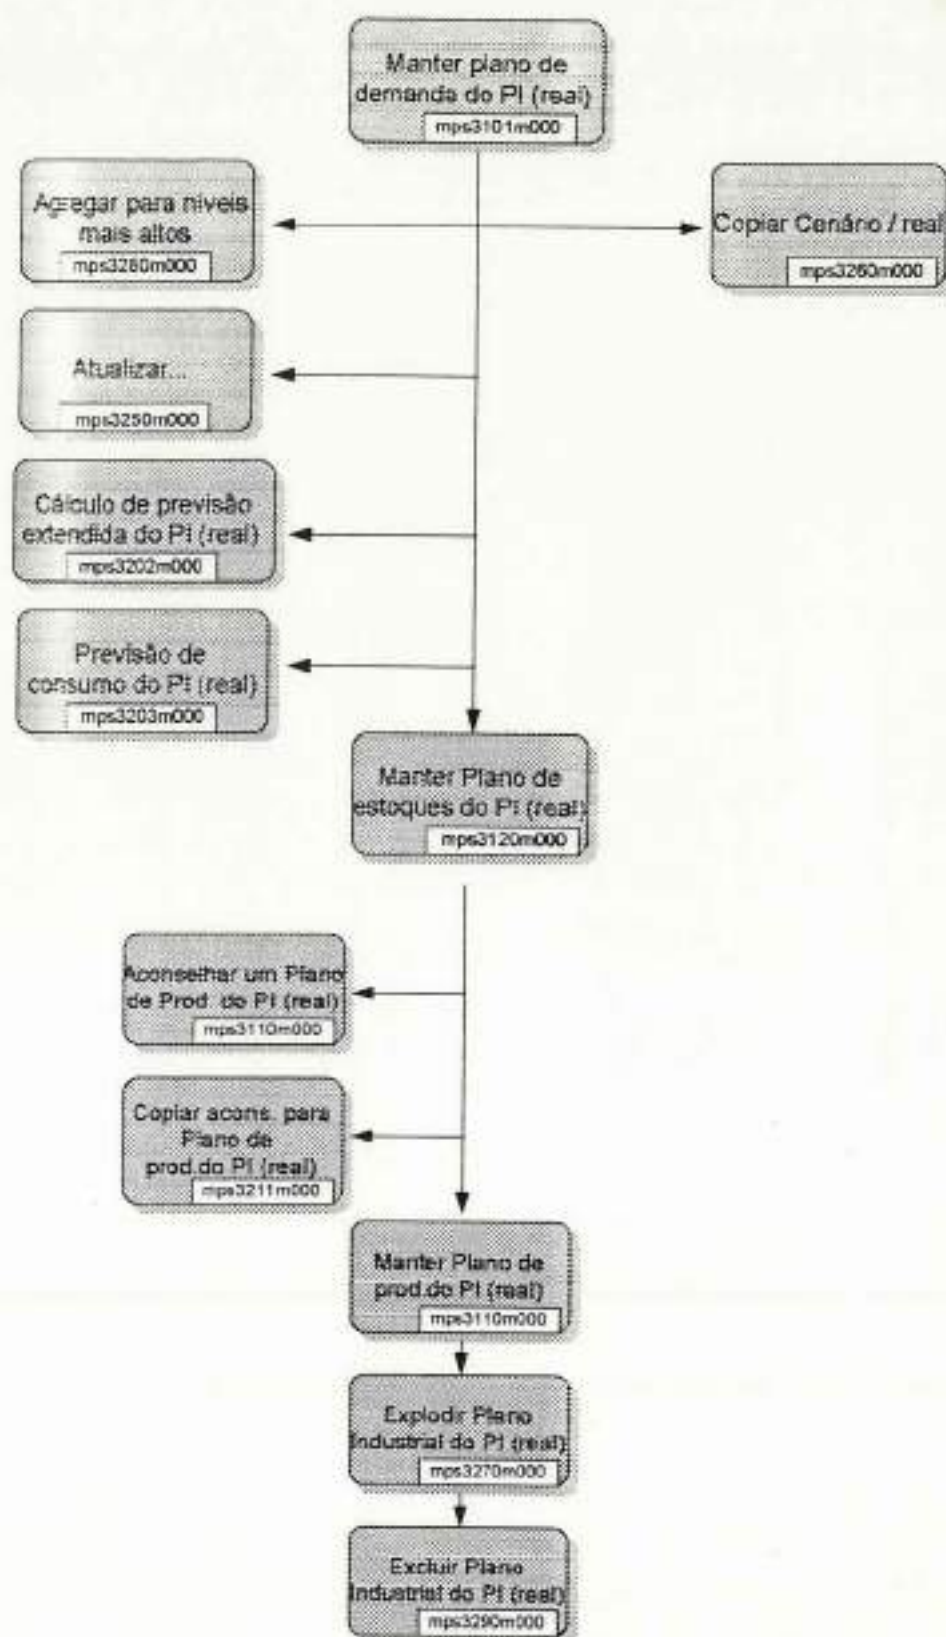 Manter plano de
demanda do PI (real)
mps3101m000
Agregar para níveis
mais altos
mps3280m000
Copiar Cenário / real
mps3260m000
Atualizar...
mps3250m000
Cálculo de previsão
extendida do PI (real)
mps3202m000
Previsão de
consumo do PI (real)
mps3203m000
Manter Plano de
estoques do PI (real)
mps3120m000
Aconselhar um Plano
de Prod. do PI (real)
mps3110m000
Copiar acons. para
Plano de
prod.do PI (real)
mps3211m000
Manter Plano de
prod.do PI (real)
mps3110m000
Explodir Plano
Industrial do PI (real)
mps3270m000
Excluir Plano
Industrial do PI (real)
mps3290m000